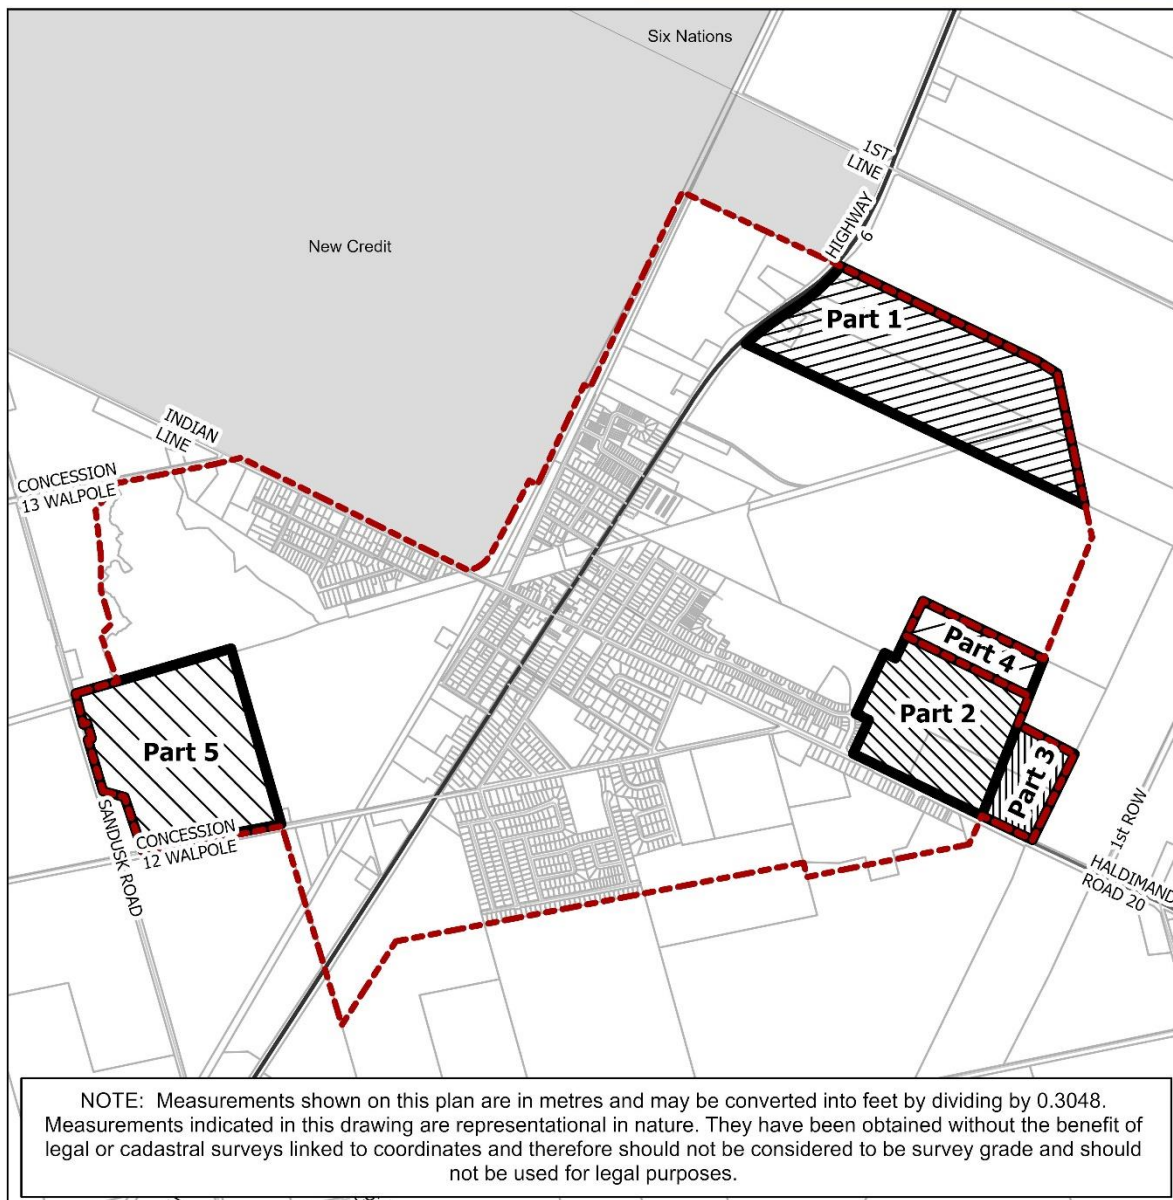 Six Nations
1ST
LINE
HIGHWAY
6
New Credit
Part 1
INDIAN
LINE
CONCESSION
13 WALPOLE
Part 4
Part 2
Part 3
Part 5
1st ROW
HALDIMAND
ROAD 20
SANDUSK ROAD
CONCESSION
12 WALPOLE
NOTE: Measurements shown on this plan are in metres and may be converted into feet by dividing by 0.3048.
Measurements indicated in this drawing are representational in nature. They have been obtained without the benefit of
legal or cadastral surveys linked to coordinates and therefore should not be considered to be survey grade and should
not be used for legal purposes.